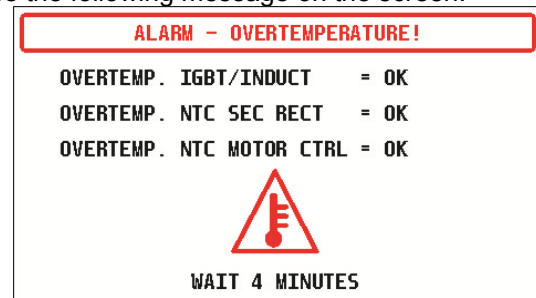 the following message on the screen.
ALARM - OVERTEMPERATURE!
OVERTEMP. IGBT/INDUCT = OK
OVERTEMP. NTC SEC RECT = OK
OVERTEMP. NTC MOTOR CTRL = OK
WAIT 4 MINUTES